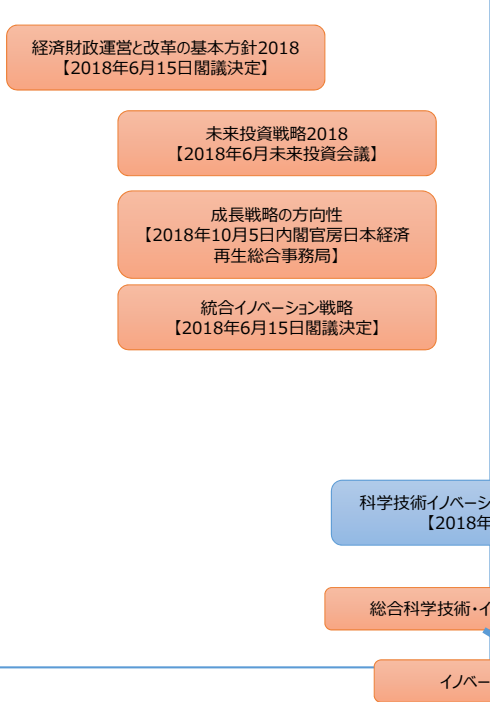 経済財政運営と改革の基本方針2018
【2018年6月15日閣議決定】
未来投資戦略2018
【2018年6月未来投資会議】
成長戦略の方向性
【2018年10月5日内閣官房日本経済
再生総合事務局】
統合イノベーション戦略
【2018年6月15日閣議決定】
科学技術イノベーシ
【2018年
総合科学技術・イ
イノベー